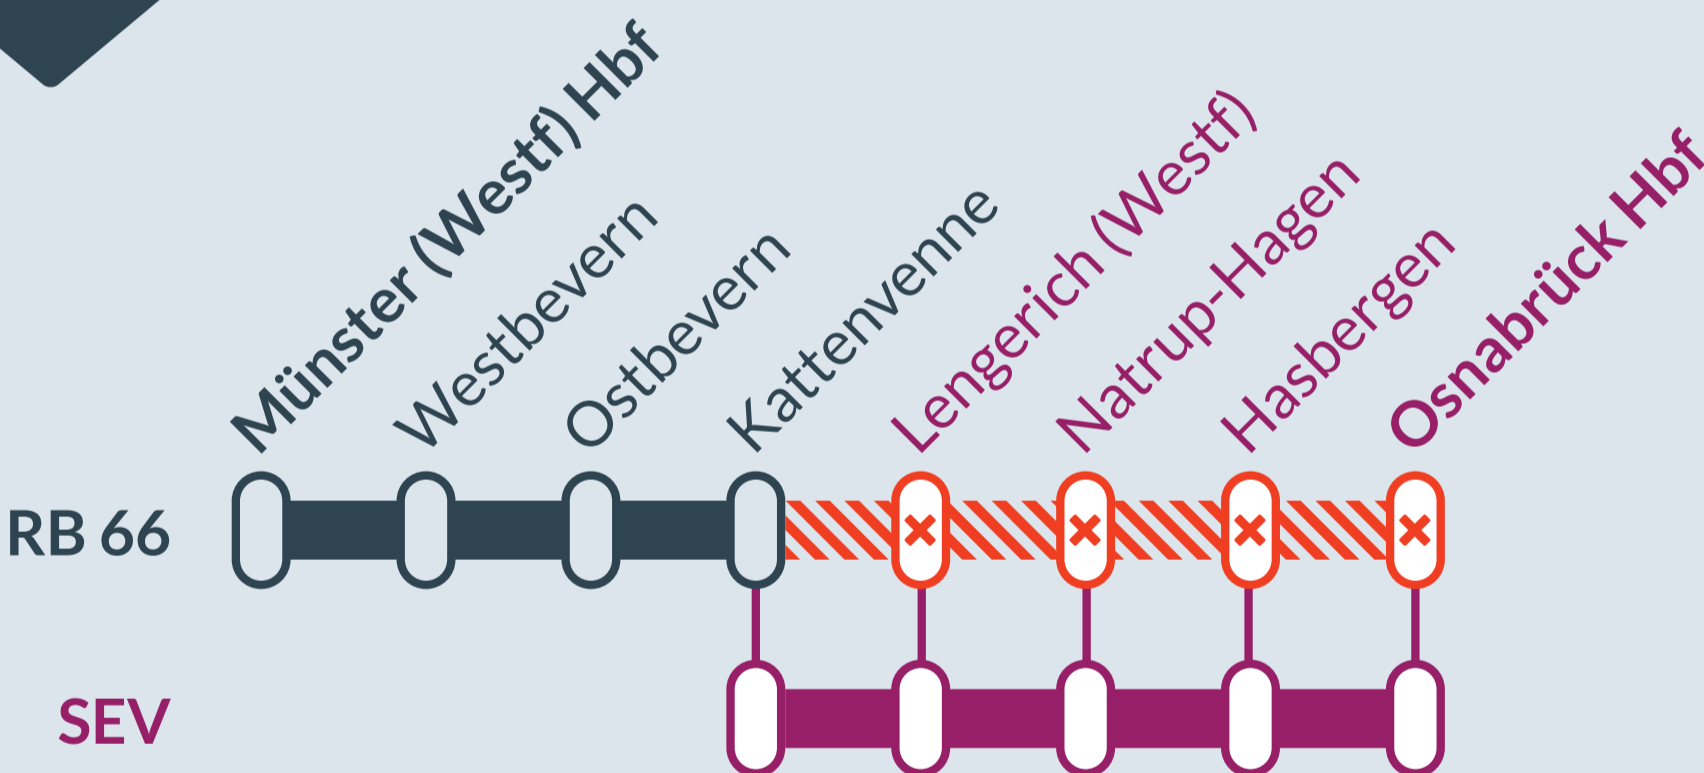 Münster (Westf) Hbf
Westbevern
Ostbevern
Kattenvenne
Lengerich (Westf)
Natrup-Hagen
Hasbergen
Osnabrück Hbf
RB 66
SEV